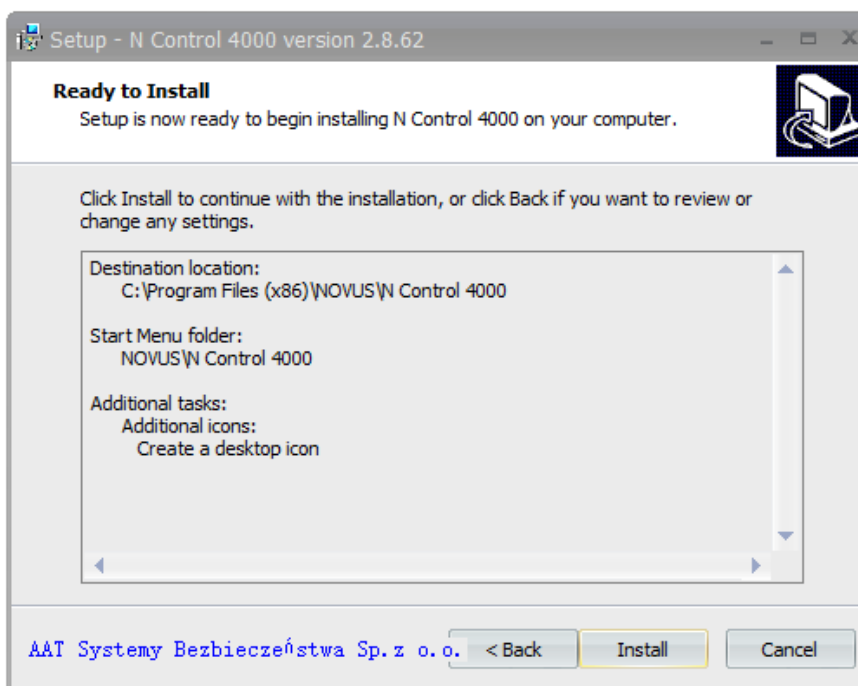 Setup - N Control 4000 version 2.8.62
Ready to Install
Setup is now ready to begin installing N Control 4000 on your computer.
Click Install to continue with the installation, or click Back if you want to review or
change any settings.
Destination location:
C:\Program Files (x86)\NOVUS\N Control 4000
Start Menu folder:
NOVUS\N Control 4000
Additional tasks:
Additional icons:
Create a desktop icon
AAT Systemy Bezbieczeństwa Sp.z o.o.
< Back
Install
Cancel